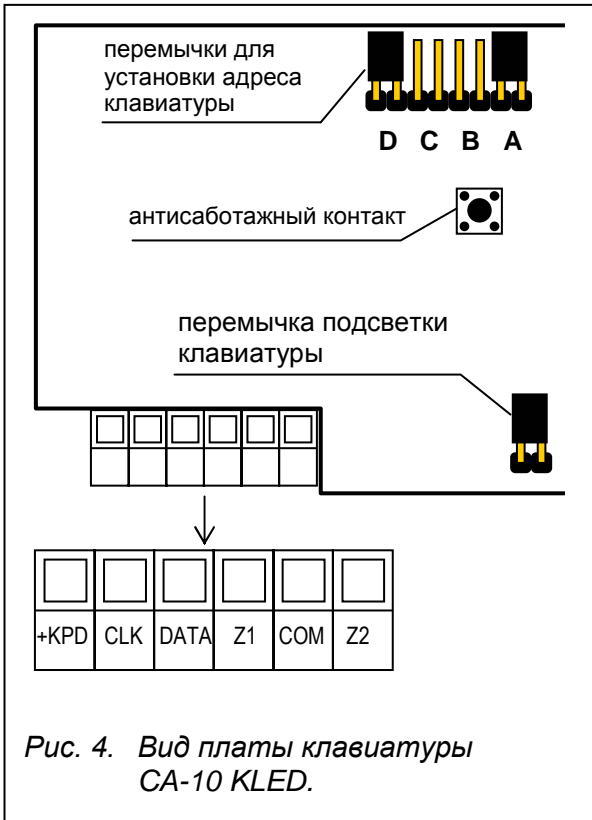 перемычки для
установки адреса
клавиатуры
D C B A
антисаботажный контакт
перемычка подсветки
клавиатуры
+KPD CLK DATA Z1 COM Z2
Рис. 4. Вид платы клавиатуры
CA-10 KLED.